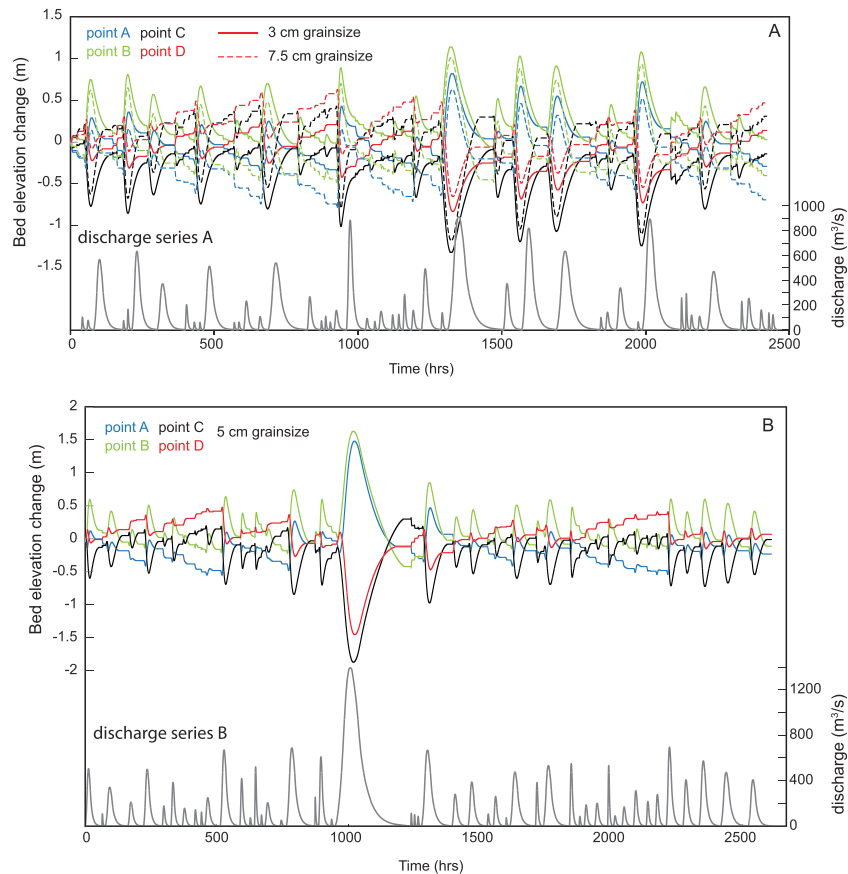 A
point A point C
point B point D
3 cm grainsize
7.5 cm grainsize
Bed elevation change (m)
1.5
1
0.5
0
-0.5
-1
-1.5
discharge series A
1000
800
600
400
200
0
discharge (m³/s)
0 500 1000 1500 2000 2500
Time (hrs)
B
point A point C
point B point D
5 cm grainsize
Bed elevation change (m)
2
1.5
1
0.5
0
-0.5
-1
-1.5
-2
discharge series B
1200
800
400
0
discharge (m³/s)
0 500 1000 1500 2000 2500
Time (hrs)